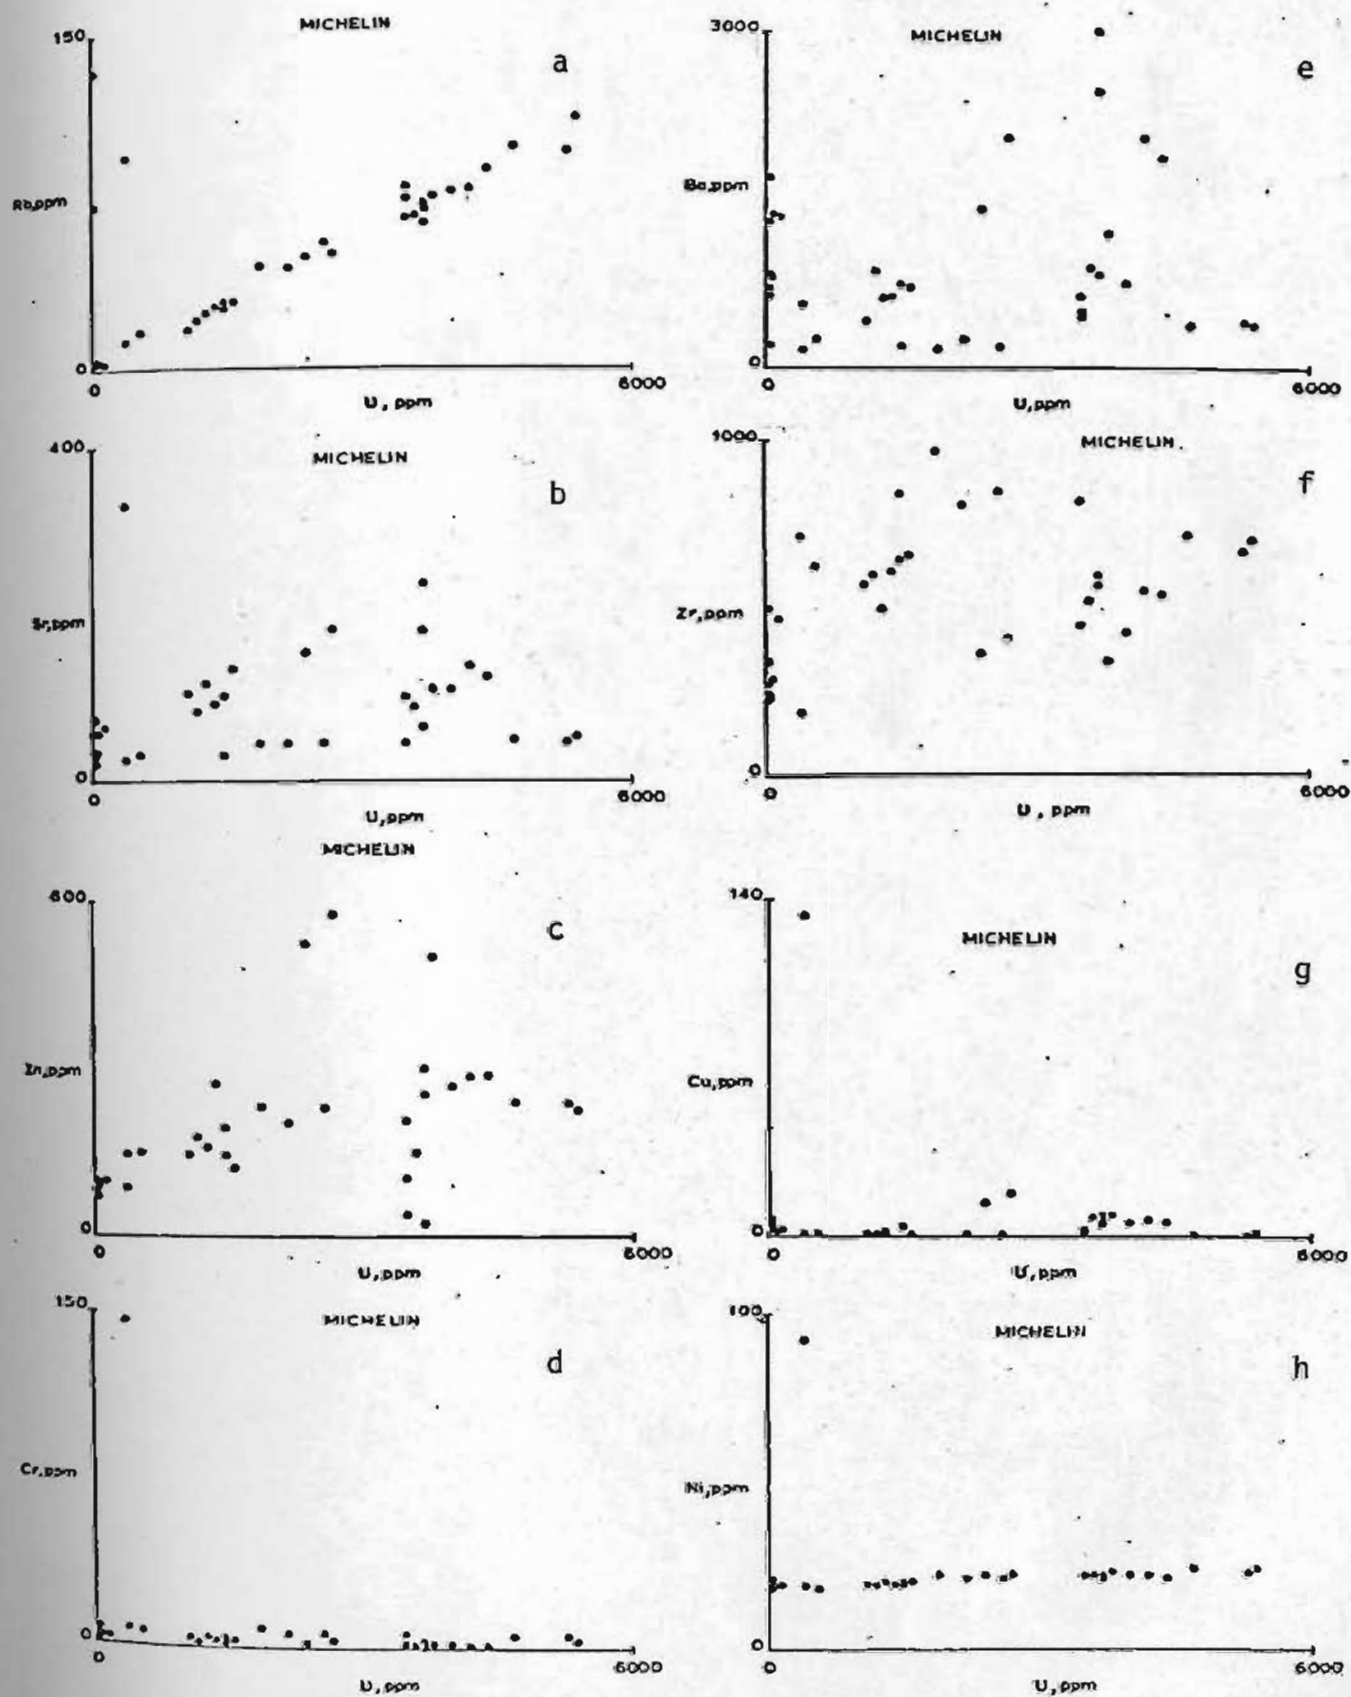 MICHELIN
150
a
Rb,ppm
0
0
6000
U, ppm
MICHELIN
3000
e
Ba,ppm
0
0
6000
U,ppm
400
MICHELIN
b
Sr,ppm
0
0
6000
U,ppm
1000
MICHELIN
f
Zr,ppm
0
0
6000
U, ppm
MICHELIN
600
c
Zn,ppm
0
0
6000
U,ppm
140
MICHELIN
g
Cu,ppm
0
0
6000
U,ppm
150
MICHELIN
d
Cr,ppm
0
0
6000
U,ppm
100
MICHELIN
h
Ni,ppm
0
0
6000
U,ppm